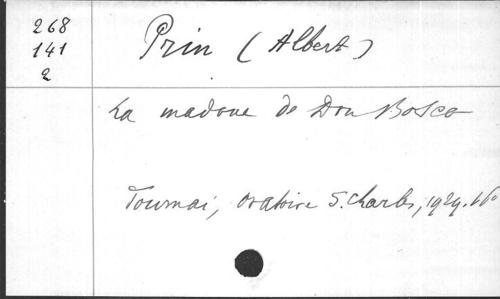 268
141
2
Prin (Albert)
La madone de Don Bosco
Tournai, oratoire S. Charles, 1929. 16°